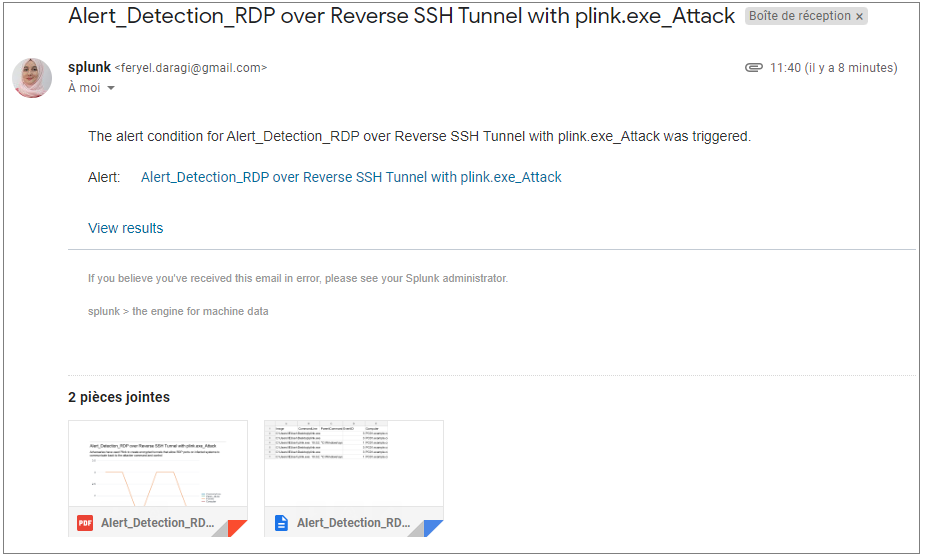 Alert_Detection_RDP over Reverse SSH Tunnel with plink.exe_Attack Boîte de réception ×
splunk <feryel.daragi@gmail.com> 11:40 (il y a 8 minutes)
À moi
The alert condition for Alert_Detection_RDP over Reverse SSH Tunnel with plink.exe_Attack was triggered.
Alert: Alert_Detection_RDP over Reverse SSH Tunnel with plink.exe_Attack
View results
If you believe you've received this email in error, please see your Splunk administrator.
splunk > the engine for machine data
2 pièces jointes
Alert_Detection_RDP over Reverse SSH Tunnel with plink.exe_Attack
PDF Alert_Detection_RD...
Alert_Detection_RD...